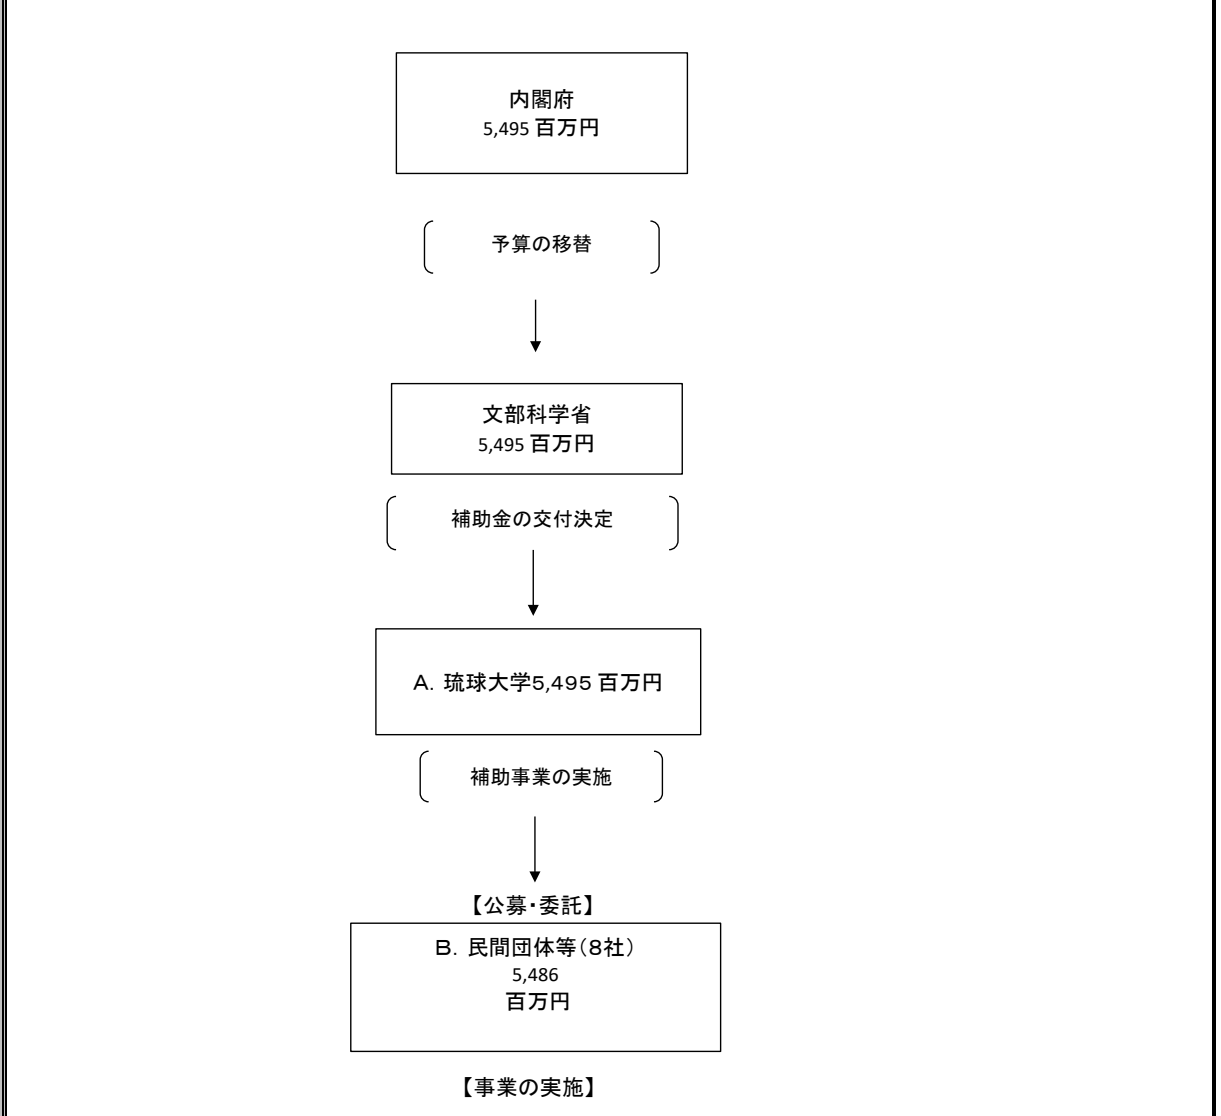 内閣府
5,495 百万円
予算の移替
文部科学省
5,495 百万円
補助金の交付決定
A. 琉球大学5,495 百万円
補助事業の実施
【公募・委託】
B. 民間団体等（8社）
5,486
百万円
【事業の実施】